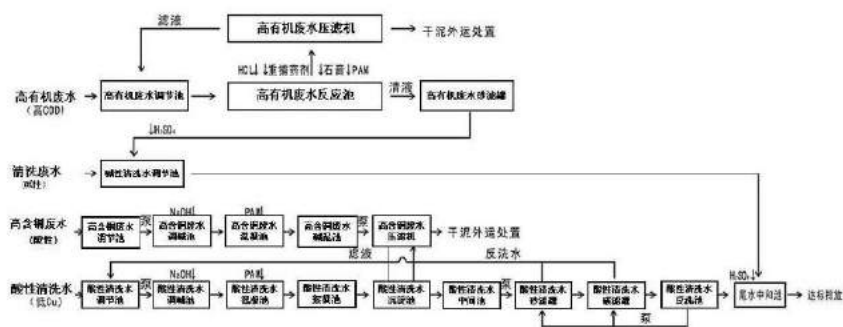 滤液
高有机废水压滤机
干泥外运处置
HCL↓ ↓重捕药剂 ↓石膏↓PAM
清液
高有机废水
(高COD)
高有机废水调节池
高有机废水反应池
高有机废水砂滤罐
↓H₂SO₄
清洗废水
(碱性)
碱性清洗水调节池
NaOH↓
PAM↓
高含铜废水
(酸性)
高含铜废水
调节池
泵
高含铜废水
调碱池
高含铜废水
混凝池
高含铜废水
泵
高含铜废水
压滤机
干泥外运处置
滤液
反洗水
NaOH↓
PAM↓
H₂SO₄↓
酸性清洗水
(低Cu)
酸性清洗水
调节池
泵
酸性清洗水
调碱池
酸性清洗水
混凝池
酸性清洗水
絮凝池
酸性清洗水
沉淀池
酸性清洗水
中间池
泵
酸性清洗水
砂滤罐
酸性清洗水
碳滤罐
酸性清洗水
反洗池
尾水中和池
达标排放
泵